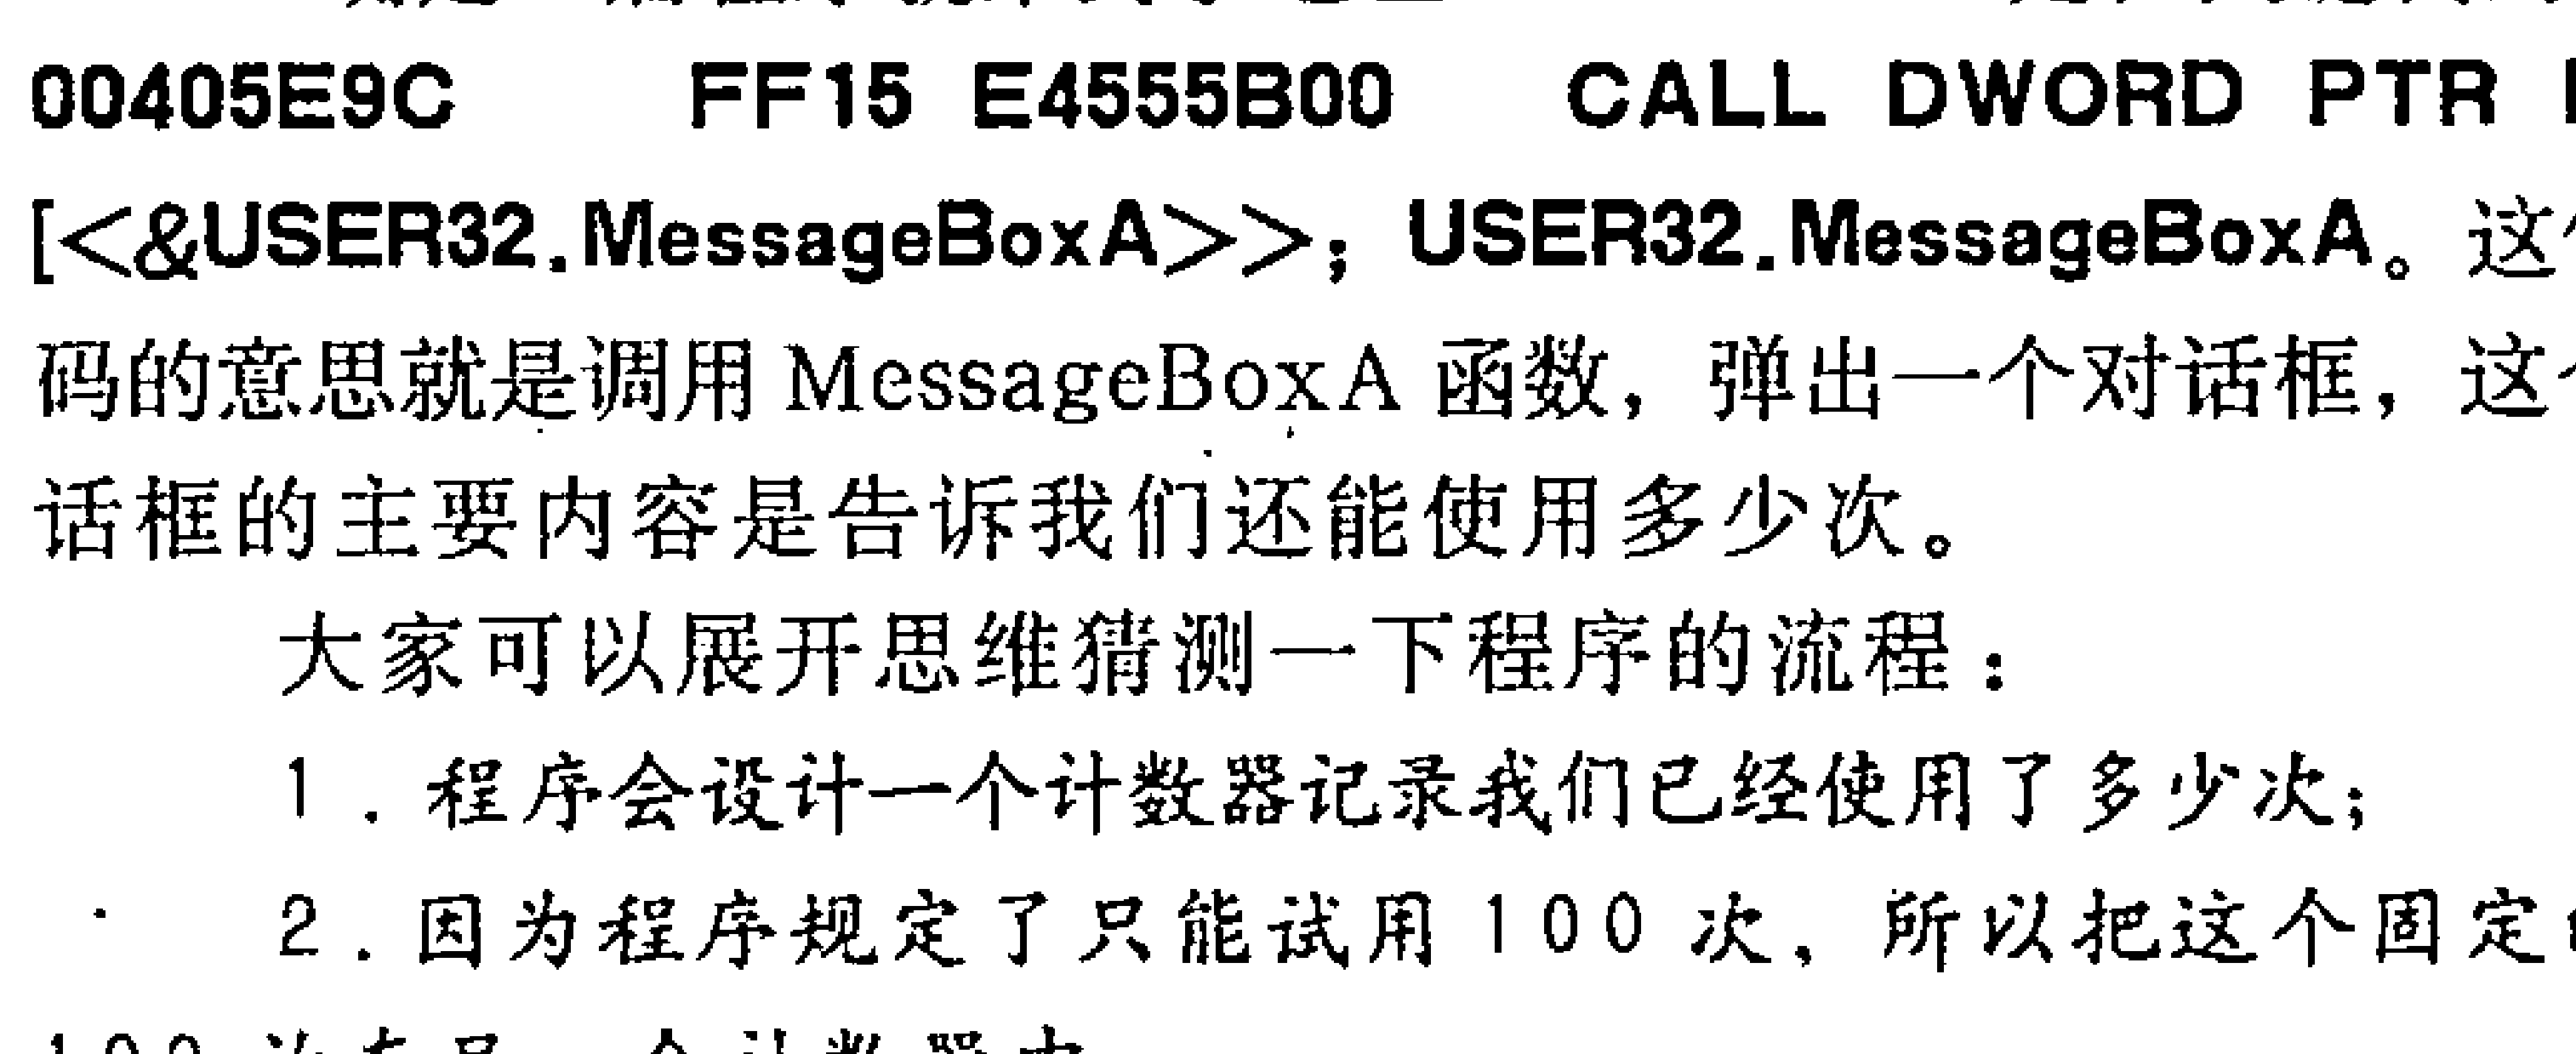 00405E9C FF15 E4555B00 CALL DWORD PTR
[<&USER32.MessageBoxA>>; USER32.MessageBoxA。这
码的意思就是调用 MessageBoxA 函数，弹出一个对话框，这
话框的主要内容是告诉我们还能使用多少次。
大家可以展开思维猜测一下程序的流程：
1．程序会设计一个计数器记录我们已经使用了多少次；
2．因为程序规定了只能试用 100 次，所以把这个固定